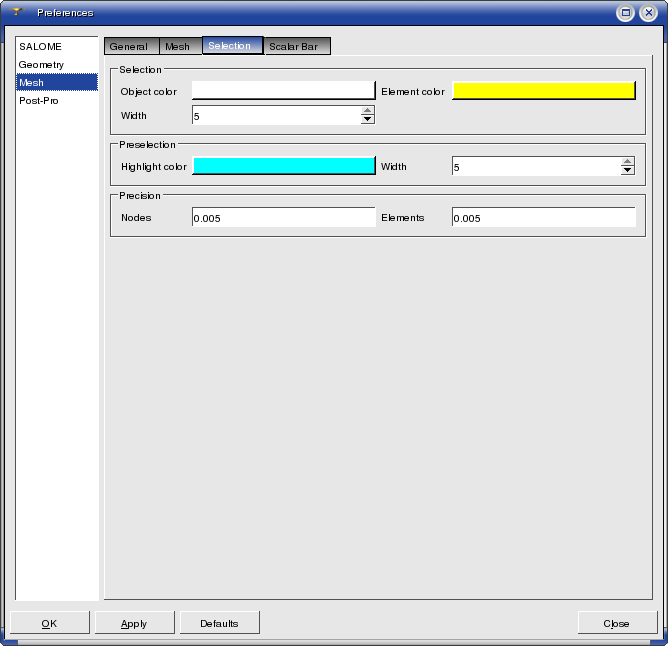 Preferences
SALOME
Geometry
Mesh
Post-Pro
General Mesh Selection Scalar Bar
Selection
Object color Element color
Width 5
Preselection
Highlight color Width 5
Precision
Nodes 0.005 Elements 0.005
OK Apply Defaults Close